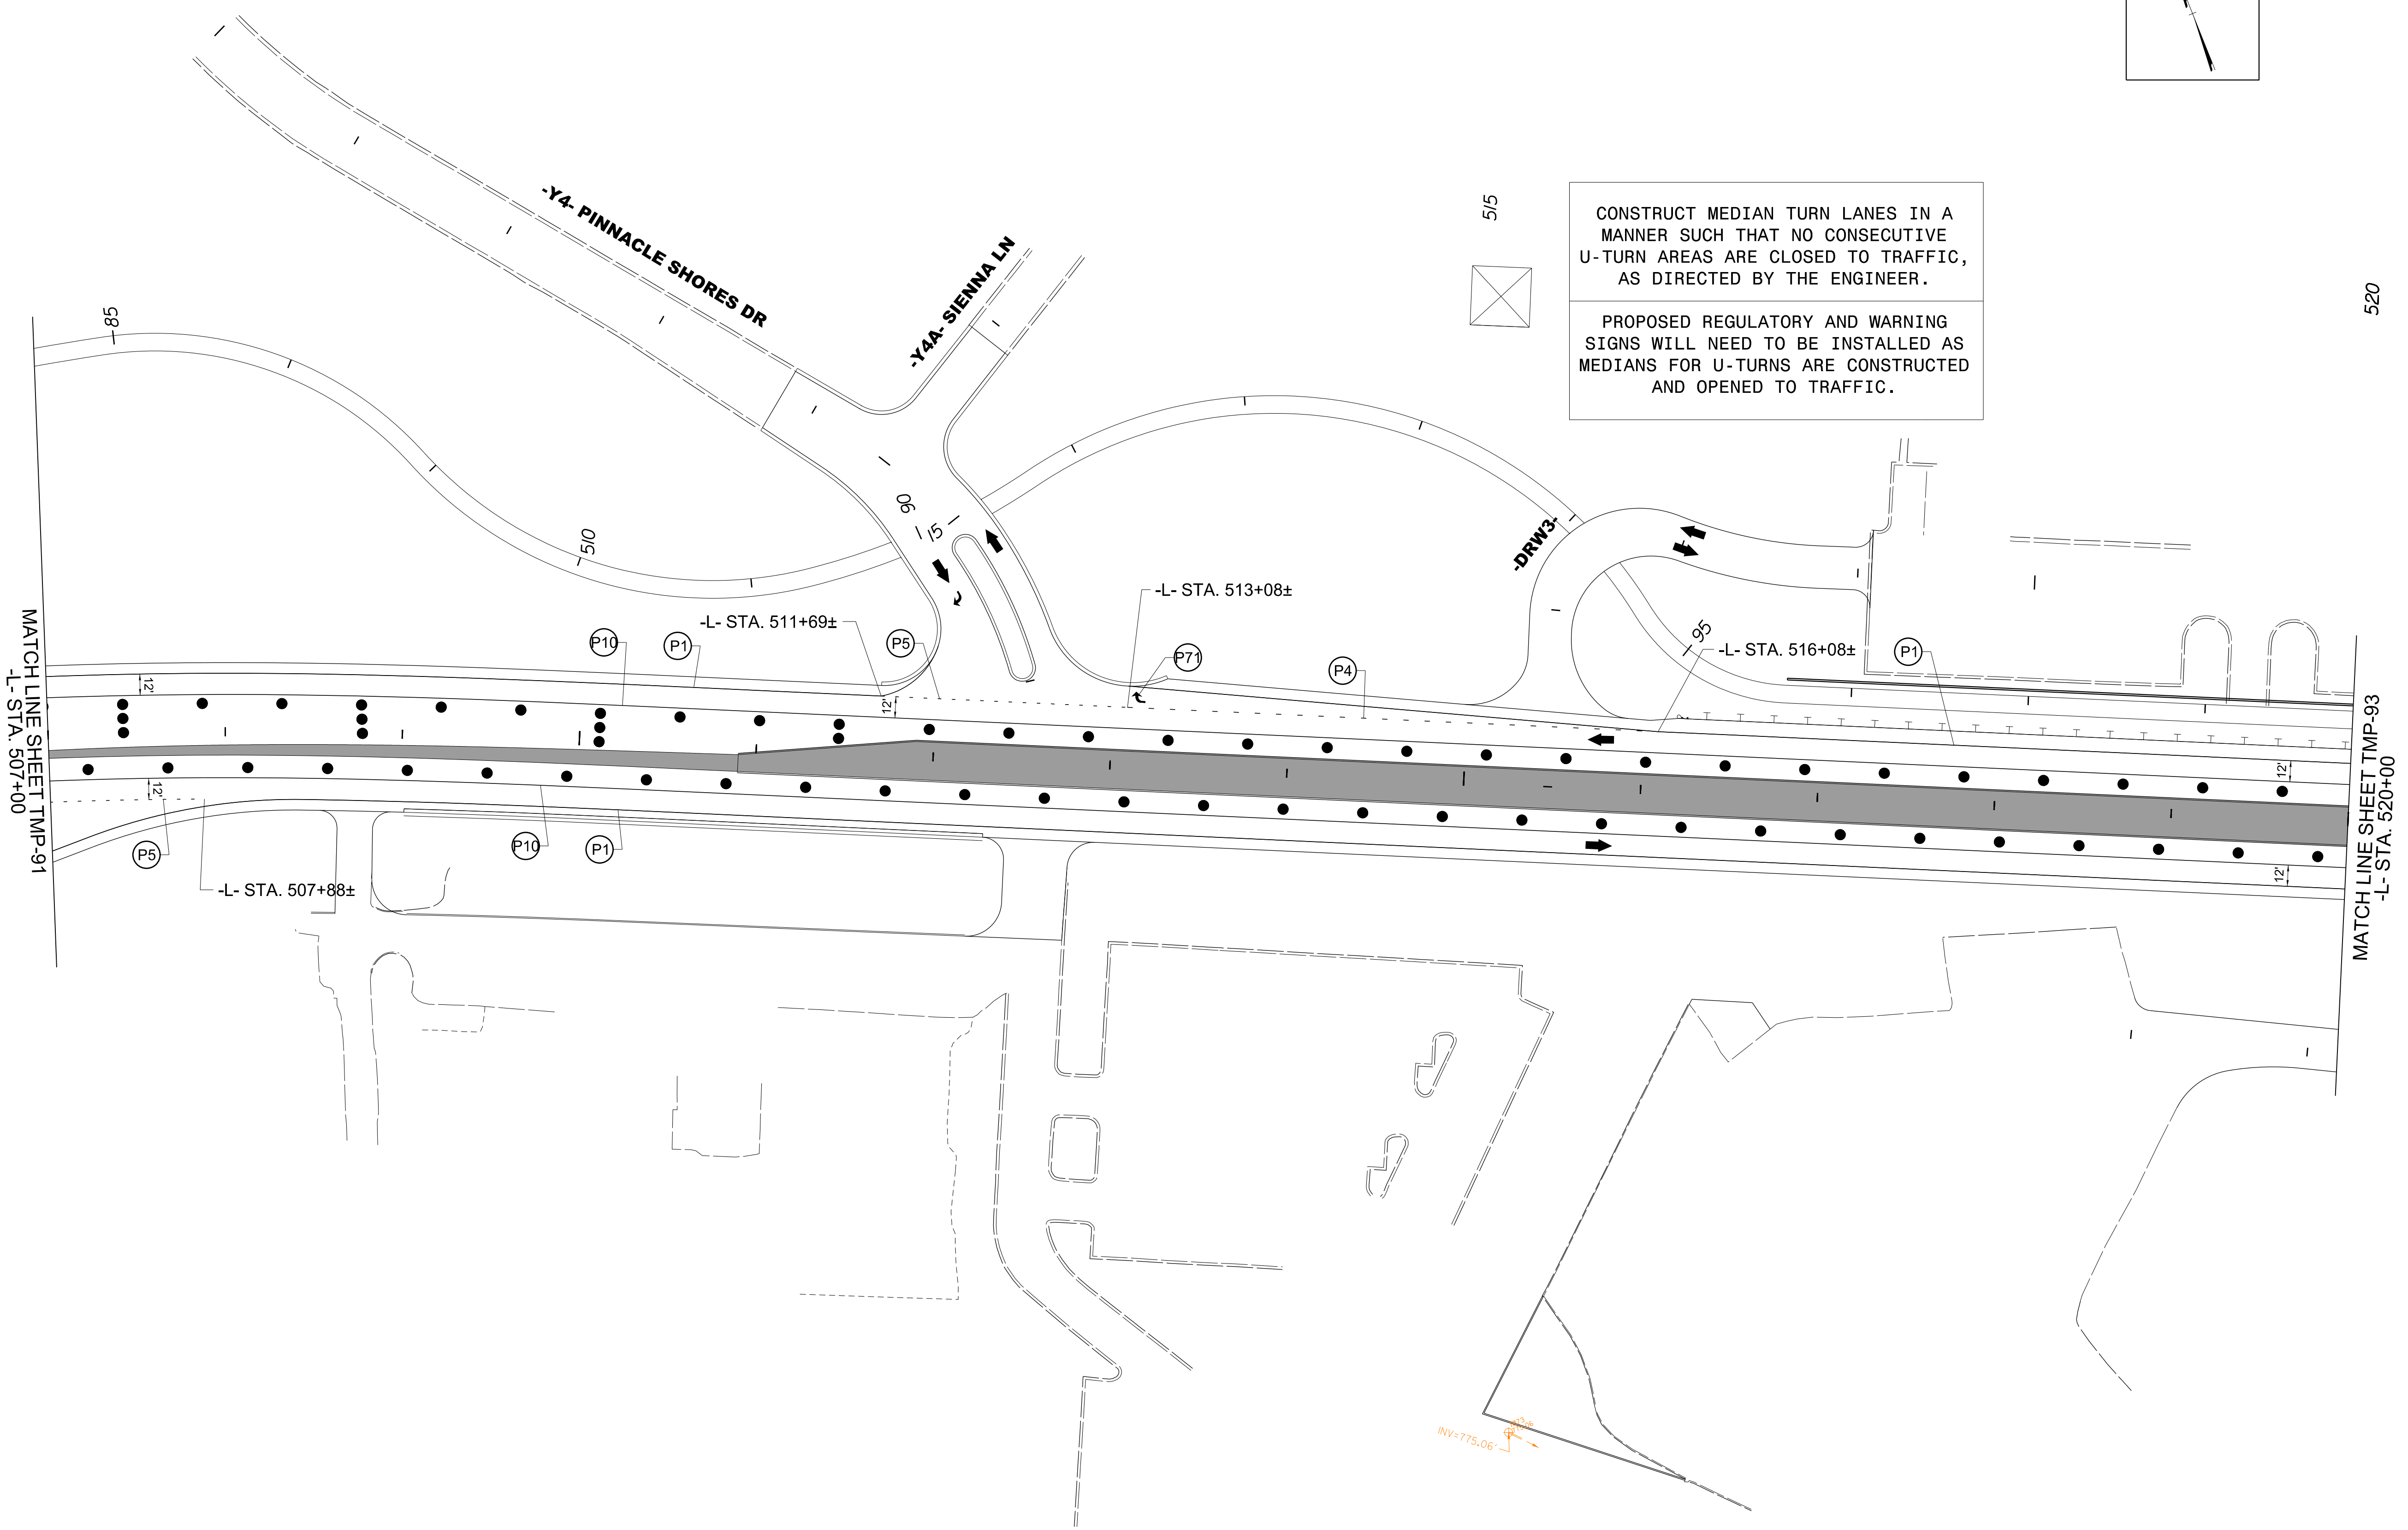 -Y4- PINNACLE SHORES DR
-Y4A- SIENNA LN
515
CONSTRUCT MEDIAN TURN LANES IN A
MANNER SUCH THAT NO CONSECUTIVE
U-TURN AREAS ARE CLOSED TO TRAFFIC,
AS DIRECTED BY THE ENGINEER.
PROPOSED REGULATORY AND WARNING
SIGNS WILL NEED TO BE INSTALLED AS
MEDIANS FOR U-TURNS ARE CONSTRUCTED
AND OPENED TO TRAFFIC.
520
85
510
90
15
-DRW3-
95
-L- STA. 513+08±
-L- STA. 511+69±
-L- STA. 516+08±
P10
P1
P5
P71
P4
P1
12'
12'
12'
12'
12'
MATCH LINE SHEET TMP-91
-L- STA. 507+00
P5
P10
P1
-L- STA. 507+88±
MATCH LINE SHEET TMP-93
-L- STA. 520+00
INV=775.06'